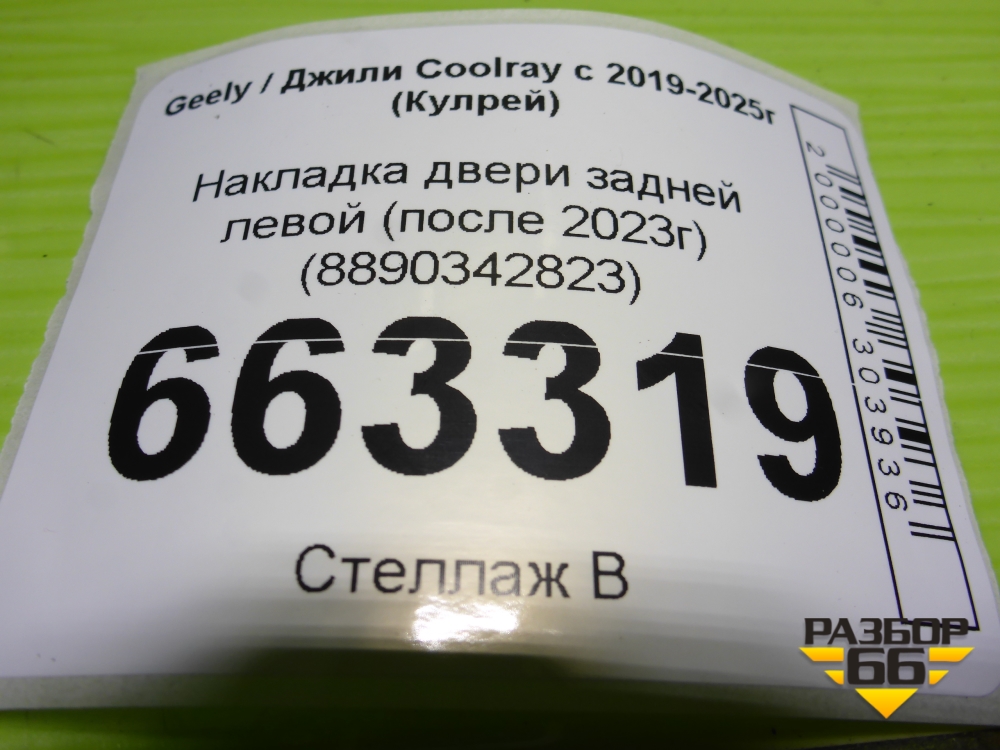 Geely / Джили Coolray с 2019-2025г
(Кулрей)
Накладка двери задней
левой (после 2023г)
(8890342823)
663319
Стеллаж В
2000006303936
РАЗБОР
66